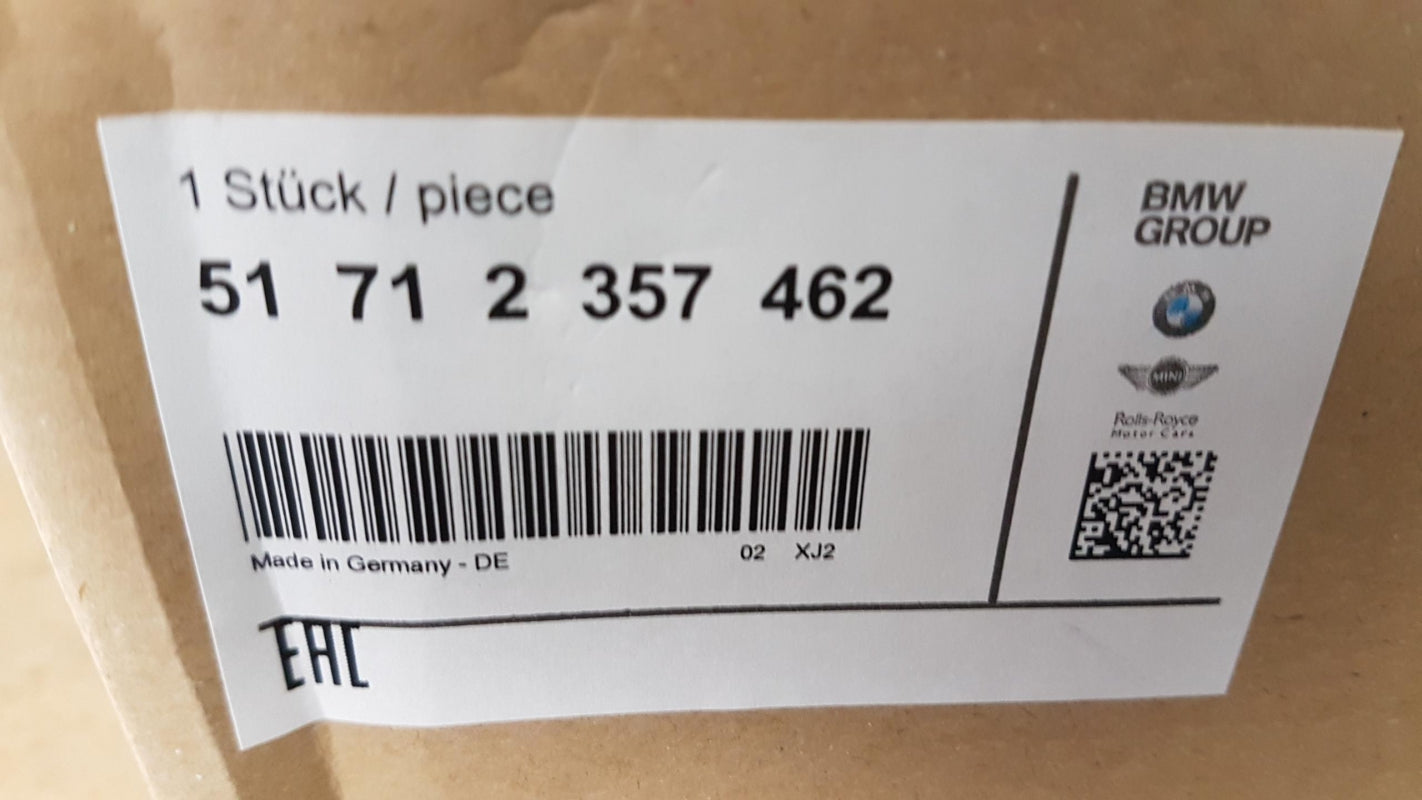 1 Stück / piece
51 71 2 357 462
Made in Germany - DE
02 XJ2
EAC
BMW
GROUP
MINI
Rolls-Royce
Motor Cars